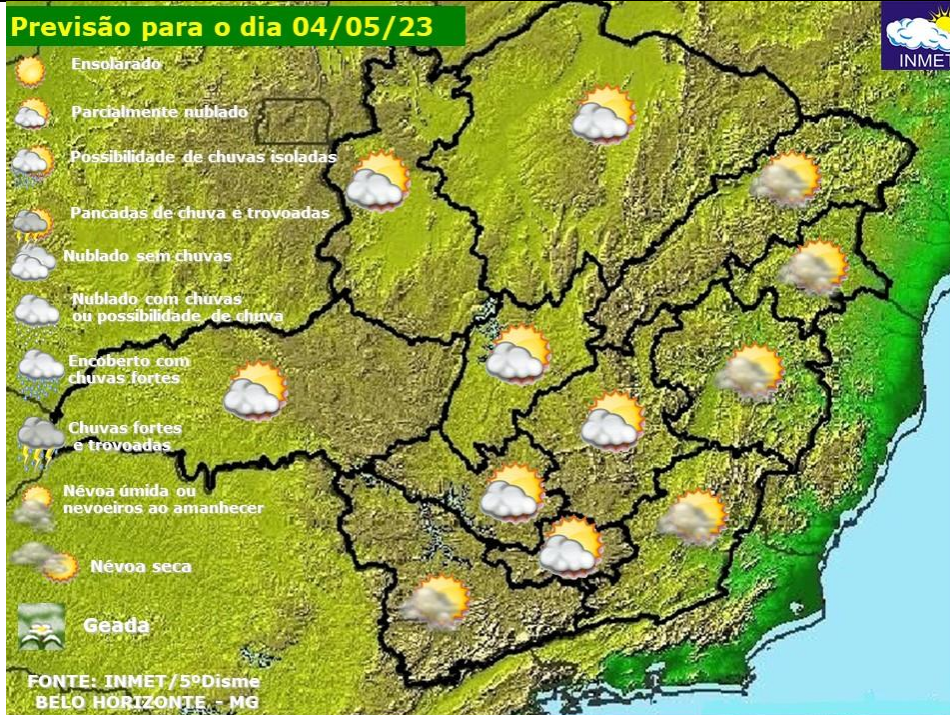 Previsão para o dia 04/05/23
INMET
Ensolarado
Parcialmente nublado
Possibilidade de chuvas isoladas
Pancadas de chuva e trovoadas
Nublado sem chuvas
Nublado com chuvas
ou possibilidade de chuva
Encoberto com
chuvas fortes
Chuvas fortes
e trovoadas
Névoa úmida ou
nevoeiros ao amanhecer
Névoa seca
Geada
FONTE: INMET/5ºDisme
BELO HORIZONTE - MG